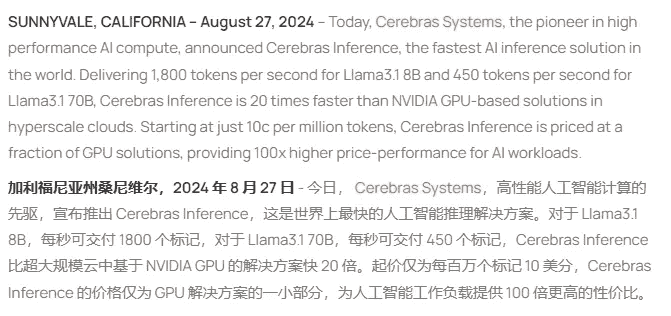 SUNNYVALE, CALIFORNIA – August 27, 2024 – Today, Cerebras Systems, the pioneer in high
performance AI compute, announced Cerebras Inference, the fastest AI inference solution in
the world. Delivering 1,800 tokens per second for Llama3.1 8B and 450 tokens per second for
Llama3.1 70B, Cerebras Inference is 20 times faster than NVIDIA GPU-based solutions in
hyperscale clouds. Starting at just 10c per million tokens, Cerebras Inference is priced at a
fraction of GPU solutions, providing 100x higher price-performance for AI workloads.
加利福尼亚州桑尼维尔，2024 年 8 月 27 日 - 今日， Cerebras Systems，高性能人工智能计算的
先驱，宣布推出 Cerebras Inference，这是世界上最快的人工智能推理解决方案。对于 Llama3.1
8B，每秒可交付 1800 个标记，对于 Llama3.1 70B，每秒可交付 450 个标记，Cerebras Inference
比超大规模云中基于 NVIDIA GPU 的解决方案快 20 倍。起价仅为每百万个标记 10 美分，Cerebras
Inference 的价格仅为 GPU 解决方案的一小部分，为人工智能工作负载提供 100 倍更高的性价比。